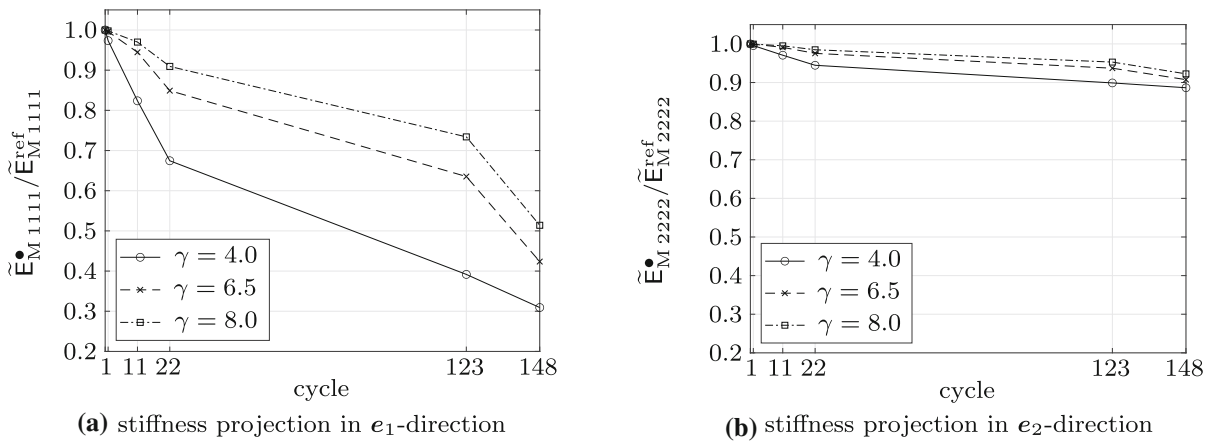 Ẽ•M 1111/ẼrefM 1111
1.0
0.9
0.8
0.7
0.6
0.5
0.4
0.3
0.2
γ = 4.0
γ = 6.5
γ = 8.0
1 11 22 123 148
cycle
(a) stiffness projection in e1-direction
Ẽ•M 2222/ẼrefM 2222
1.0
0.9
0.8
0.7
0.6
0.5
0.4
0.3
0.2
γ = 4.0
γ = 6.5
γ = 8.0
1 11 22 123 148
cycle
(b) stiffness projection in e2-direction